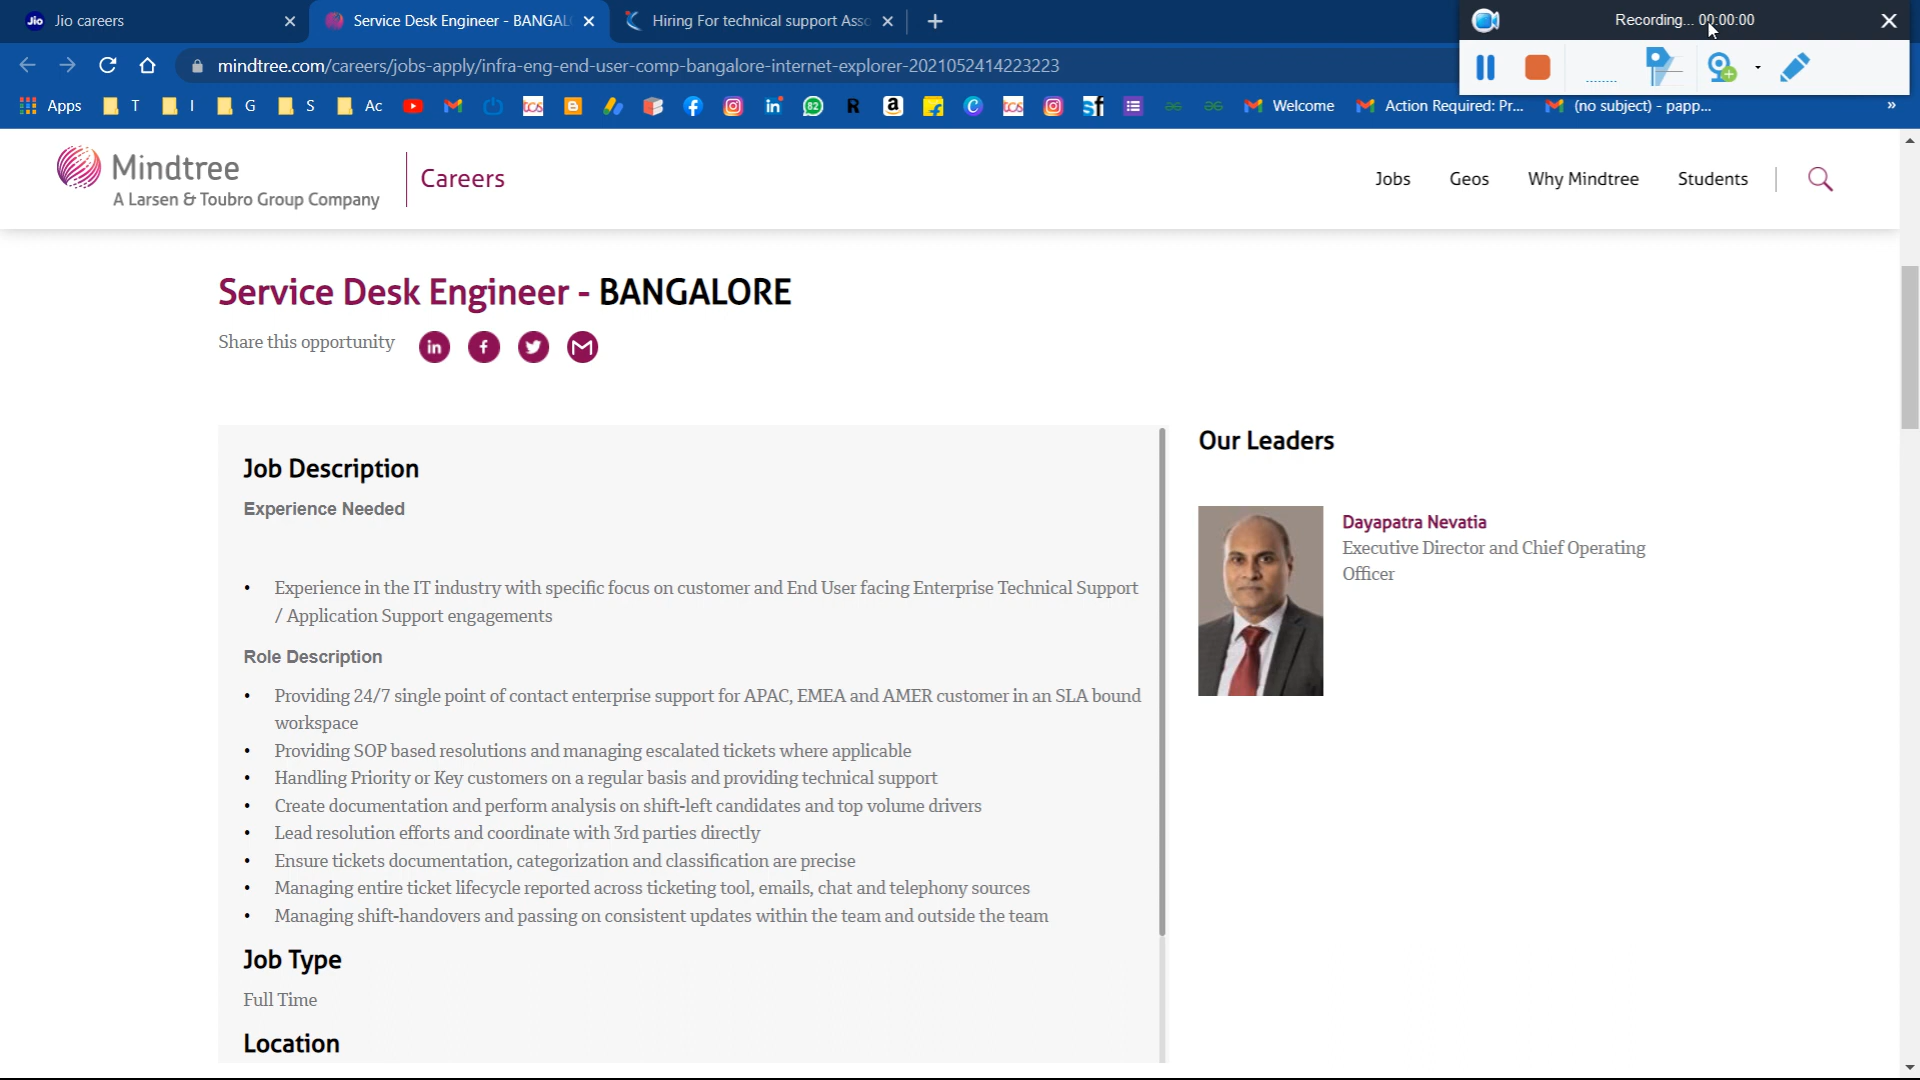 Jio careers
Service Desk Engineer - BANGAL
Hiring For technical support Asso
Recording... 00:00:00
mindtree.com/careers/jobs-apply/infra-eng-end-user-comp-bangalore-internet-explorer-2021052414223223
Apps T I G S Ac Welcome Action Required: Pr... (no subject) - papp...
Mindtree
A Larsen & Toubro Group Company
Careers
Jobs Geos Why Mindtree Students
Service Desk Engineer - BANGALORE
Share this opportunity
Job Description
Experience Needed
• Experience in the IT industry with specific focus on customer and End User facing Enterprise Technical Support
/ Application Support engagements
Role Description
• Providing 24/7 single point of contact enterprise support for APAC, EMEA and AMER customer in an SLA bound
workspace
• Providing SOP based resolutions and managing escalated tickets where applicable
• Handling Priority or Key customers on a regular basis and providing technical support
• Create documentation and perform analysis on shift-left candidates and top volume drivers
• Lead resolution efforts and coordinate with 3rd parties directly
• Ensure tickets documentation, categorization and classification are precise
• Managing entire ticket lifecycle reported across ticketing tool, emails, chat and telephony sources
• Managing shift-handovers and passing on consistent updates within the team and outside the team
Job Type
Full Time
Location
Our Leaders
Dayapatra Nevatia
Executive Director and Chief Operating
Officer